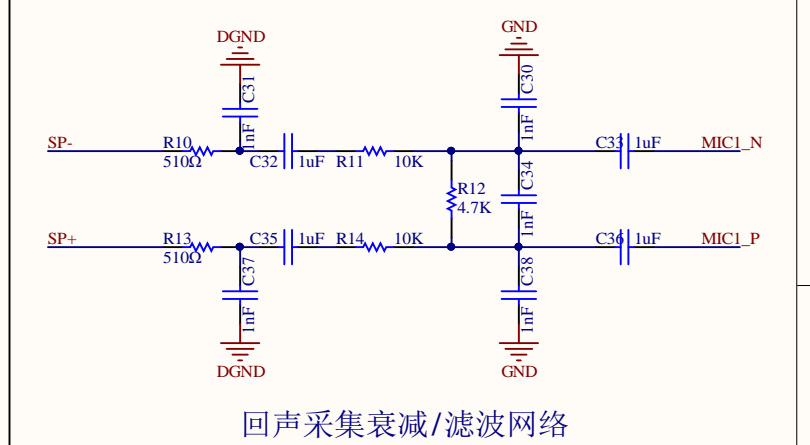 DGND
GND
C31
1nF
C30
1nF
SP-
R10
510Ω
C32
1uF
R11
10K
C33
1uF
MIC1_N
R12
4.7K
C34
1nF
SP+
R13
510Ω
C35
1uF
R14
10K
C36
1uF
MIC1_P
C37
1nF
C38
1nF
DGND
GND
回声采集衰减/滤波网络